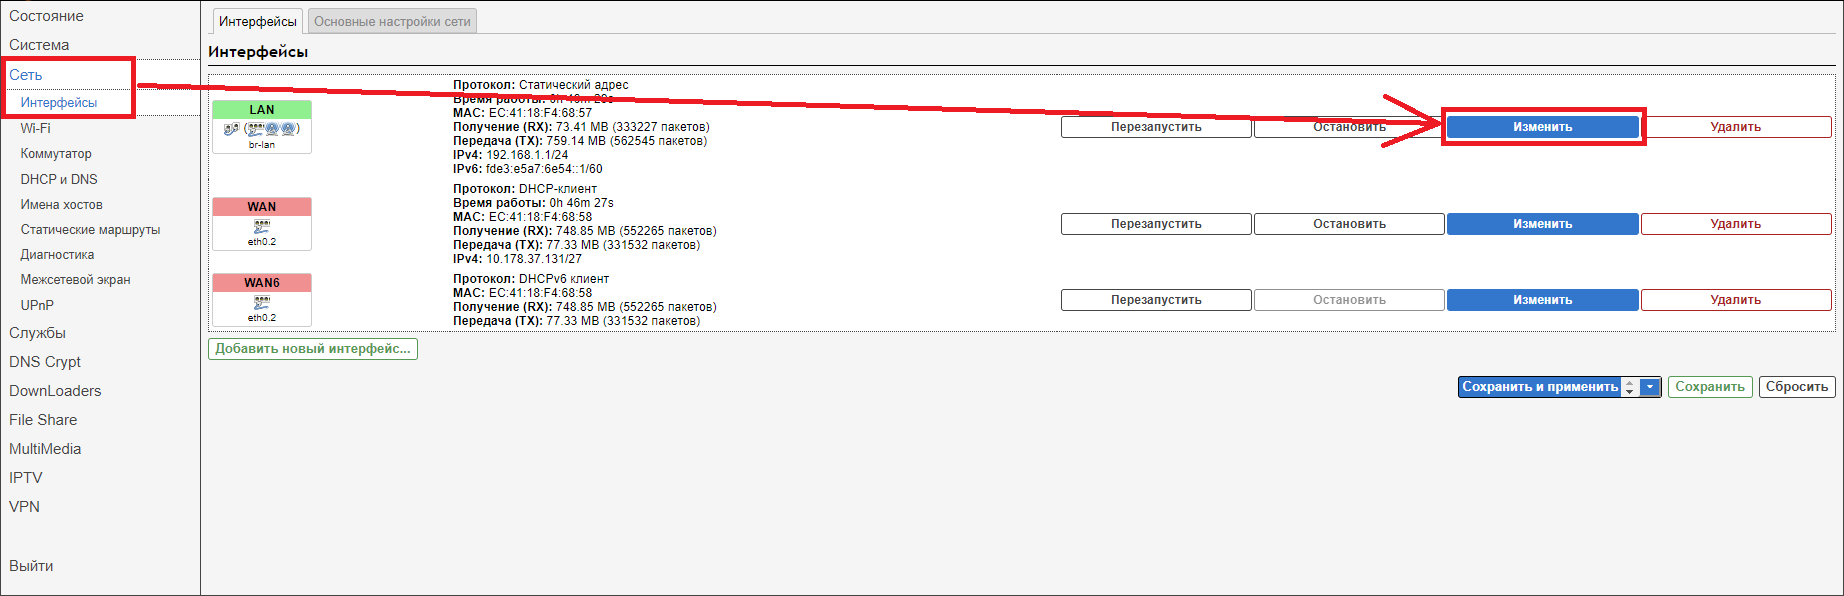 Состояние
Система
Сеть
Интерфейсы
Wi-Fi
Коммутатор
DHCP и DNS
Имена хостов
Статические маршруты
Диагностика
Межсетевой экран
UPnP
Службы
DNS Crypt
DownLoaders
File Share
MultiMedia
IPTV
VPN
Выйти
Интерфейсы Основные настройки сети
Интерфейсы
LAN
br-lan
Протокол: Статический адрес
Время работы: 0h
MAC: EC:41:18:F4:68:57
Получение (RX): 73.41 MB (333227 пакетов)
Передача (TX): 759.14 MB (562545 пакетов)
IPv4: 192.168.1.1/24
IPv6: fde3:e5a7:6e54::1/60
Перезапустить Остановить Изменить Удалить
WAN
eth0.2
Протокол: DHCP-клиент
Время работы: 0h 46m 27s
MAC: EC:41:18:F4:68:58
Получение (RX): 748.85 MB (552265 пакетов)
Передача (TX): 77.33 MB (331532 пакетов)
IPv4: 10.178.37.131/27
Перезапустить Остановить Изменить Удалить
WAN6
eth0.2
Протокол: DHCPv6 клиент
MAC: EC:41:18:F4:68:58
Получение (RX): 748.85 MB (552265 пакетов)
Передача (TX): 77.33 MB (331532 пакетов)
Перезапустить Остановить Изменить Удалить
Добавить новый интерфейс...
Сохранить и применить Сохранить Сбросить